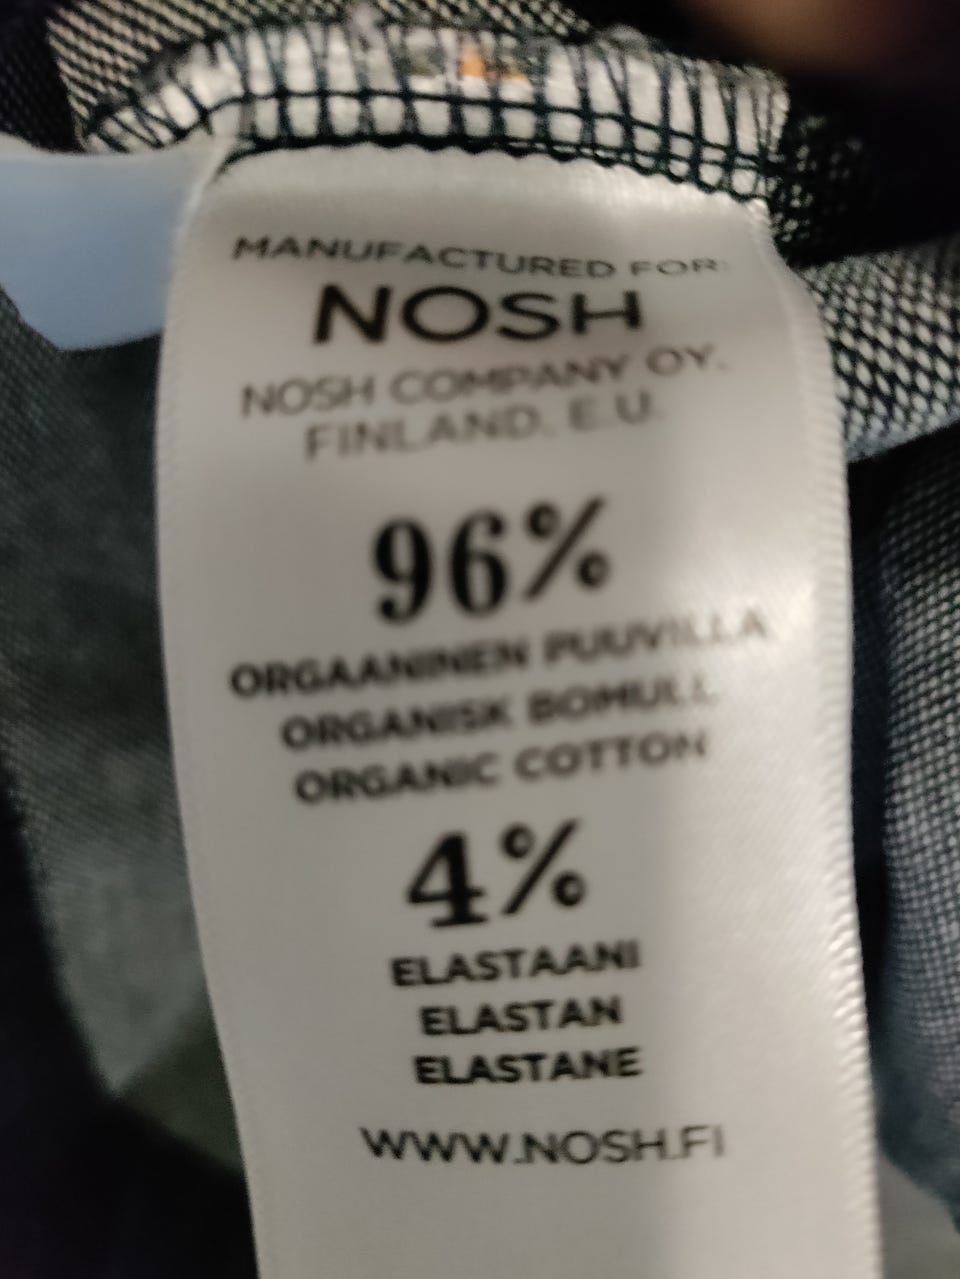 MANUFACTURED FOR:
NOSH
NOSH COMPANY OY.
FINLAND, E.U.
96%
ORGAANINEN PUUVILLA
ORGANISK BOMULL
ORGANIC COTTON
4%
ELASTAANI
ELASTAN
ELASTANE
WWW.NOSH.FI